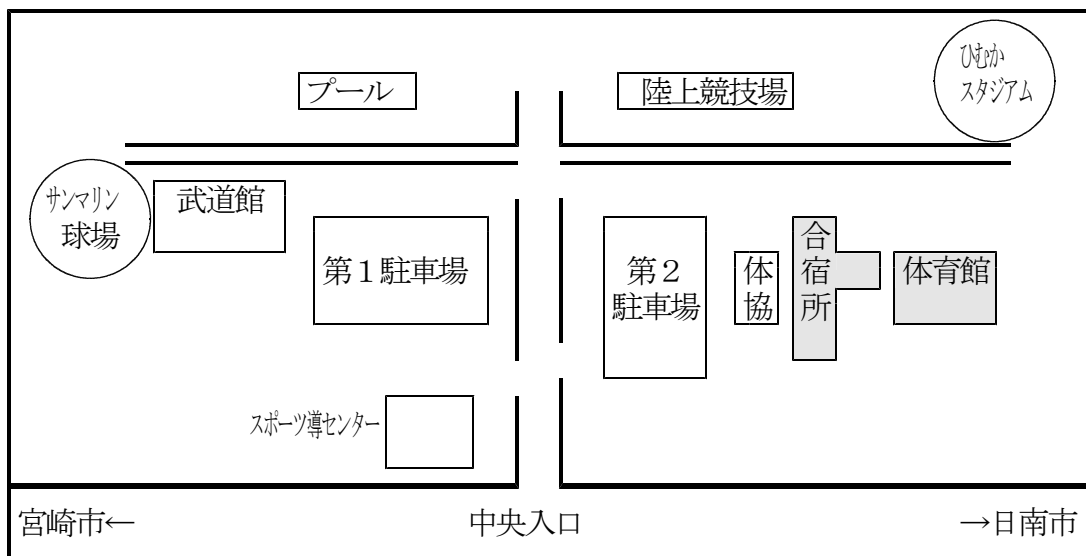 ひむか
スタジアム
プール
陸上競技場
サンマリン
球場
武道館
第１駐車場
第２
駐車場
体
協
合
宿
所
体育館
スポーツ導センター
宮崎市←
中央入口
→日南市